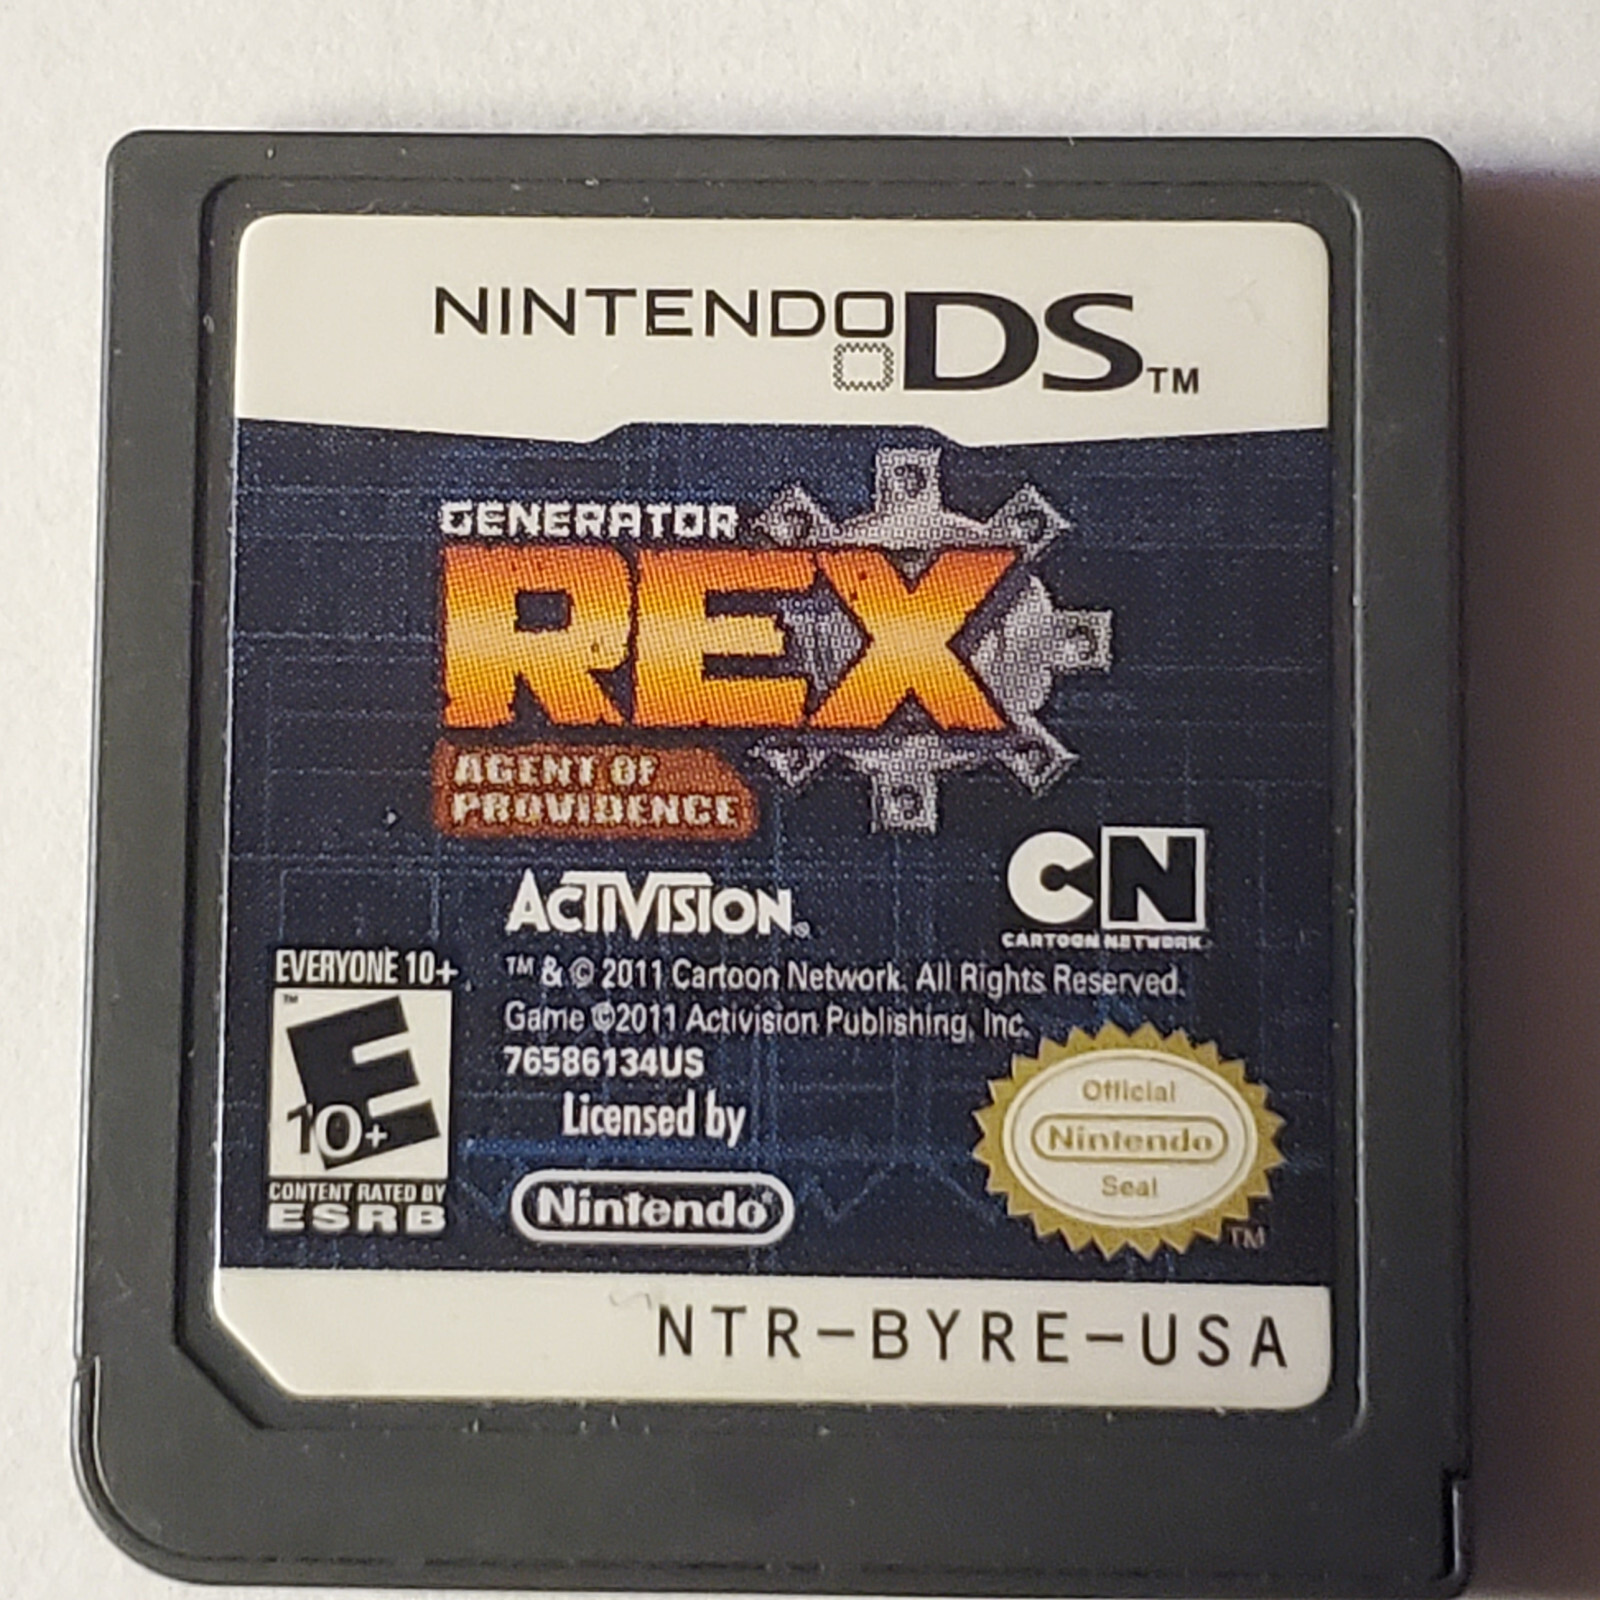 NINTENDO DS™
GENERATOR
REX
AGENT OF
PROVIDENCE
ACTIVISION®
CN
CARTOON NETWORK
EVERYONE 10+
™
E
10+
CONTENT RATED BY
ESRB
™ & © 2011 Cartoon Network. All Rights Reserved.
Game ©2011 Activision Publishing, Inc.
76586134US
Licensed by
Nintendo®
Official
Nintendo
Seal
™
NTR-BYRE-USA